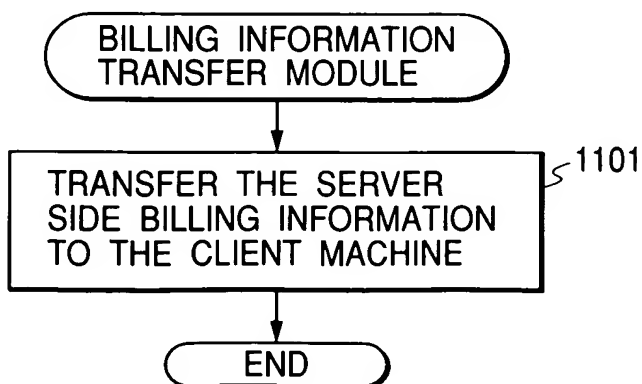 BILLING INFORMATION
TRANSFER MODULE
1101
TRANSFER THE SERVER
SIDE BILLING INFORMATION
TO THE CLIENT MACHINE
END